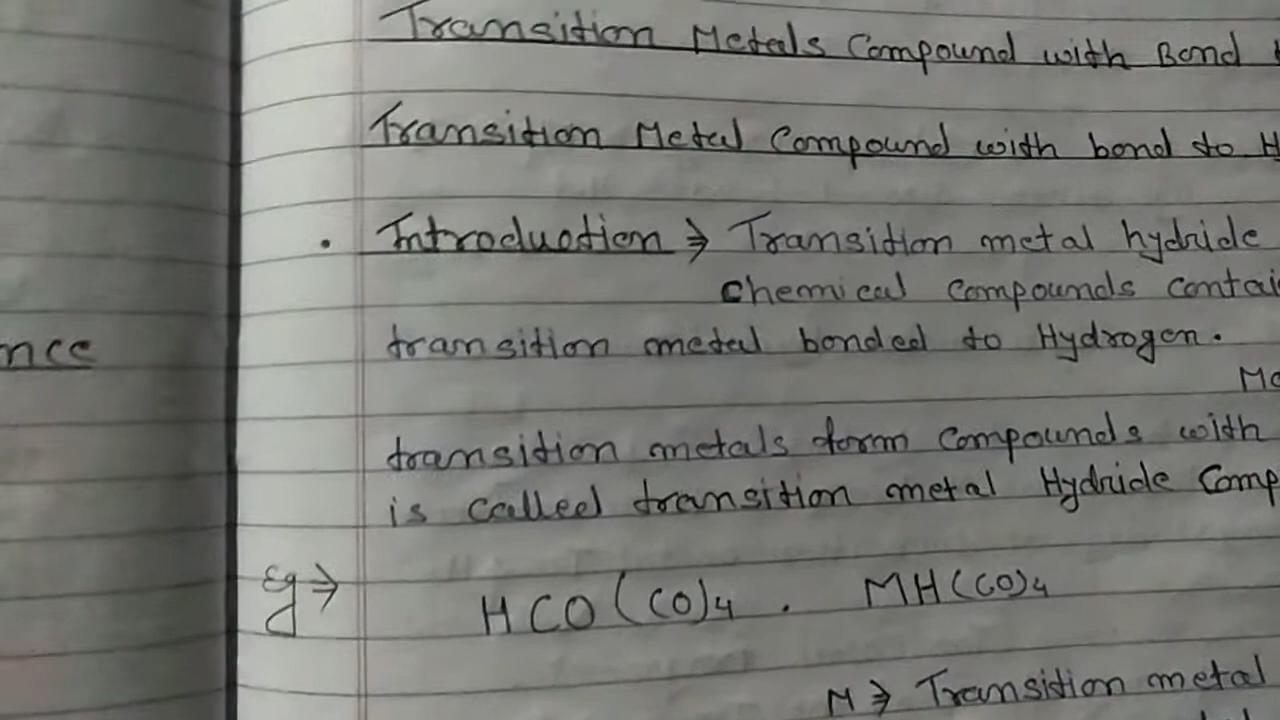 Transition Metals Compound with Bond
Transition Metal Compound with bond to H
. Introduction ⇒ Transition metal hydride
chemical compounds contai
nce
transition metal bonded to Hydrogen.
Mo
transition metals form compounds with
is called transition metal Hydride Comp
Eg ⇒ HCO(CO)4 . MH(CO)4
M ⇒ Transition metal